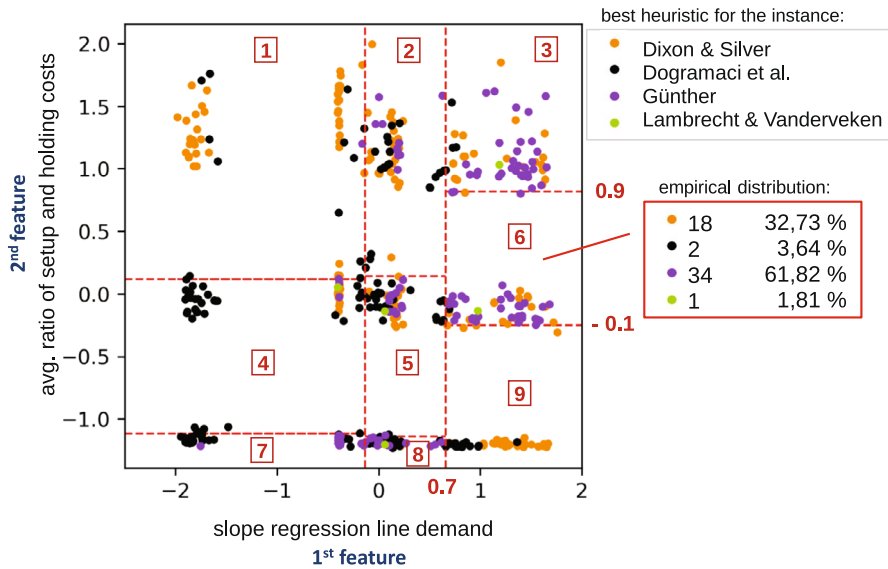 best heuristic for the instance:
Dixon & Silver
Dogramaci et al.
Günther
Lambrecht & Vanderveken
empirical distribution:
18 32,73 %
2 3,64 %
34 61,82 %
1 1,81 %
2nd feature
avg. ratio of setup and holding costs
2.0
1.5
1.0
0.5
0.0
−0.5
−1.0
1
2
3
4
5
6
7
8
9
0.9
- 0.1
0.7
−2
−1
0
1
2
slope regression line demand
1st feature